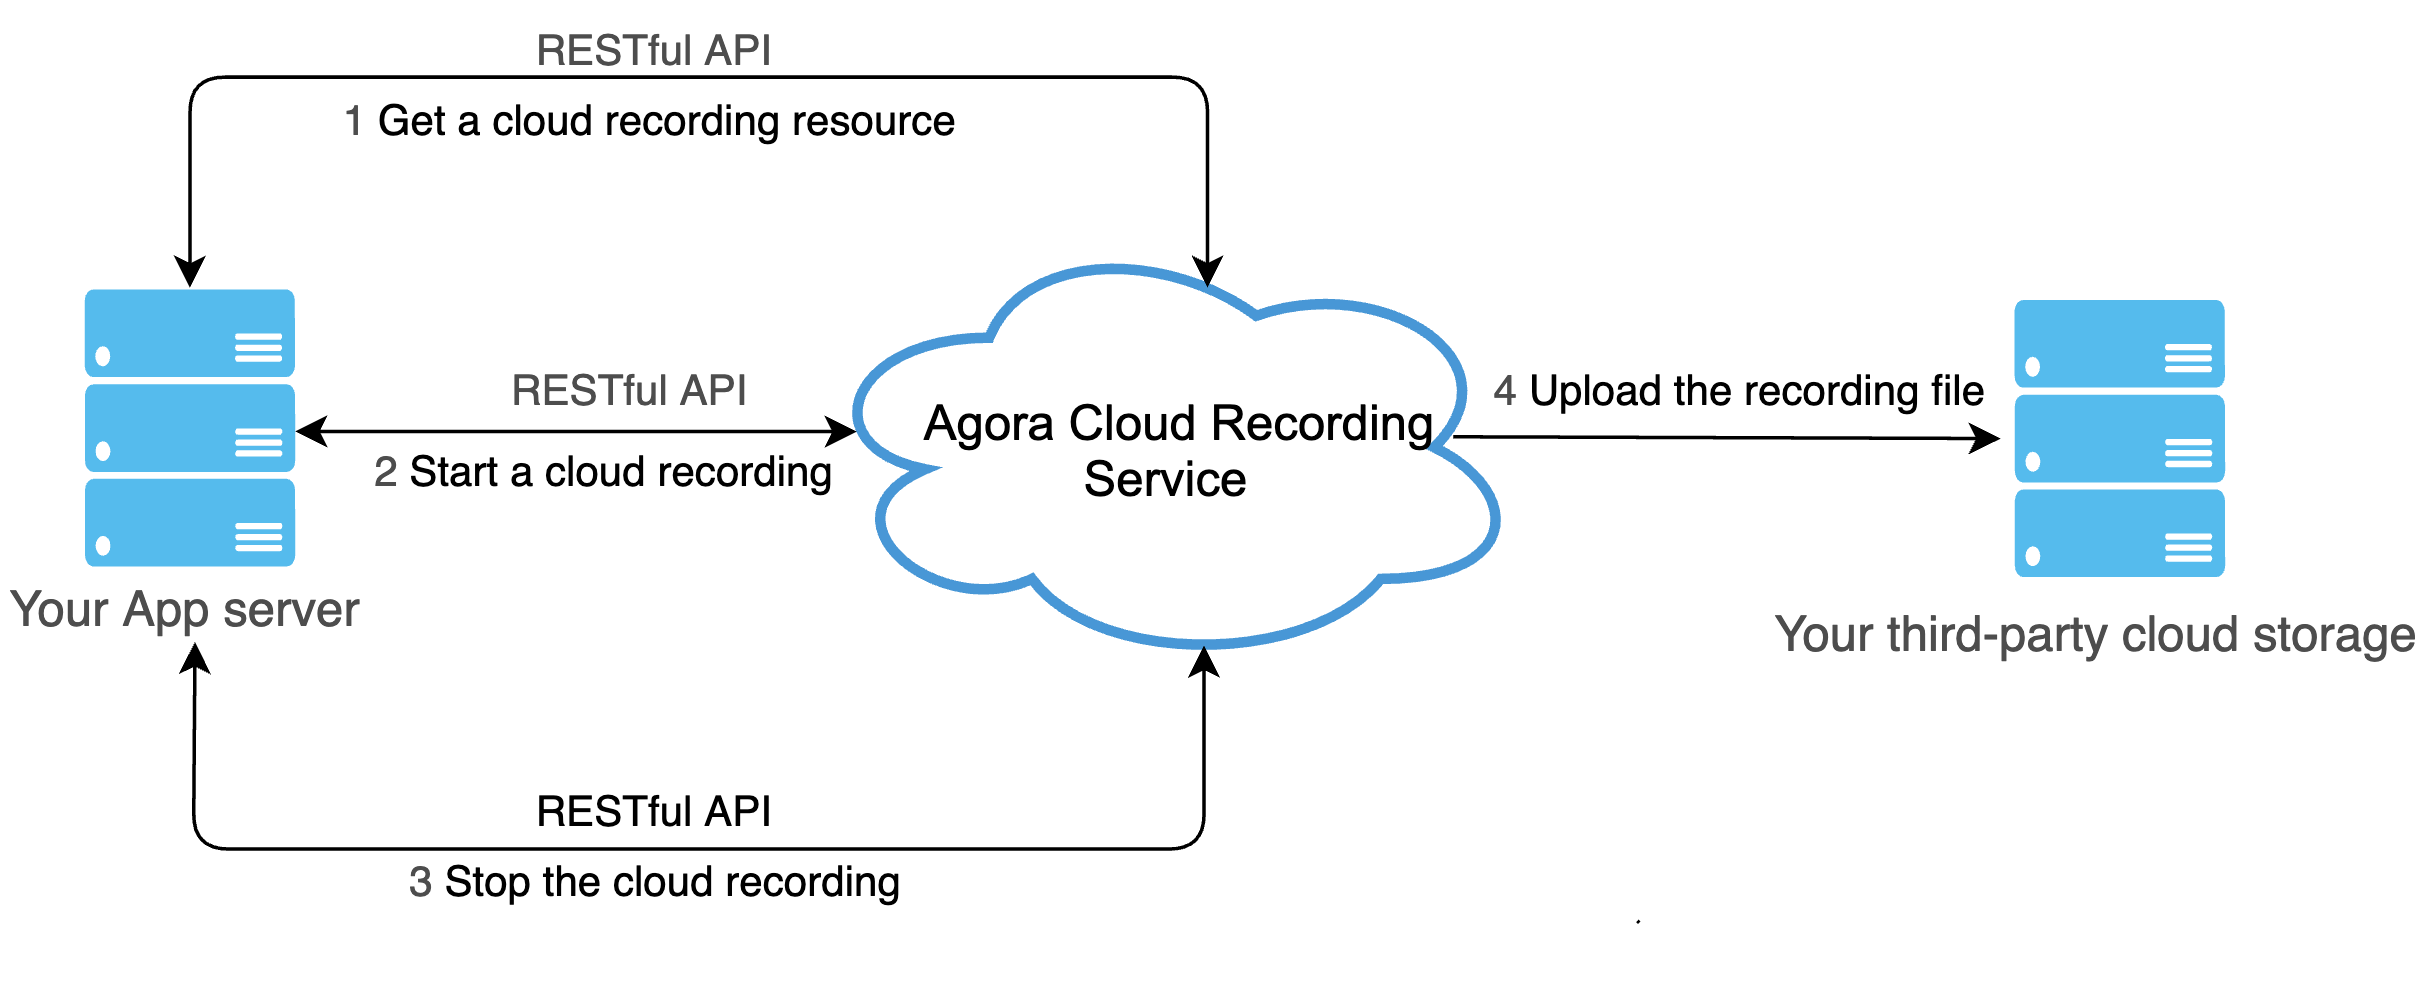 RESTful API
1 Get a cloud recording resource
RESTful API
2 Start a cloud recording
Agora Cloud Recording
Service
4 Upload the recording file
Your App server
Your third-party cloud storage
RESTful API
3 Stop the cloud recording